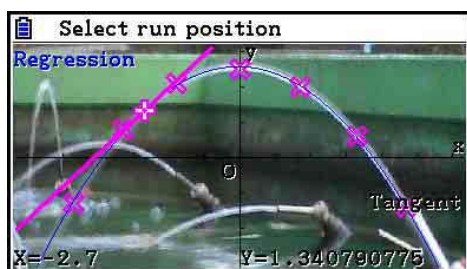 Select run position
Regression
y
x
O
Tangent
X=-2.7 Y=1.340790775